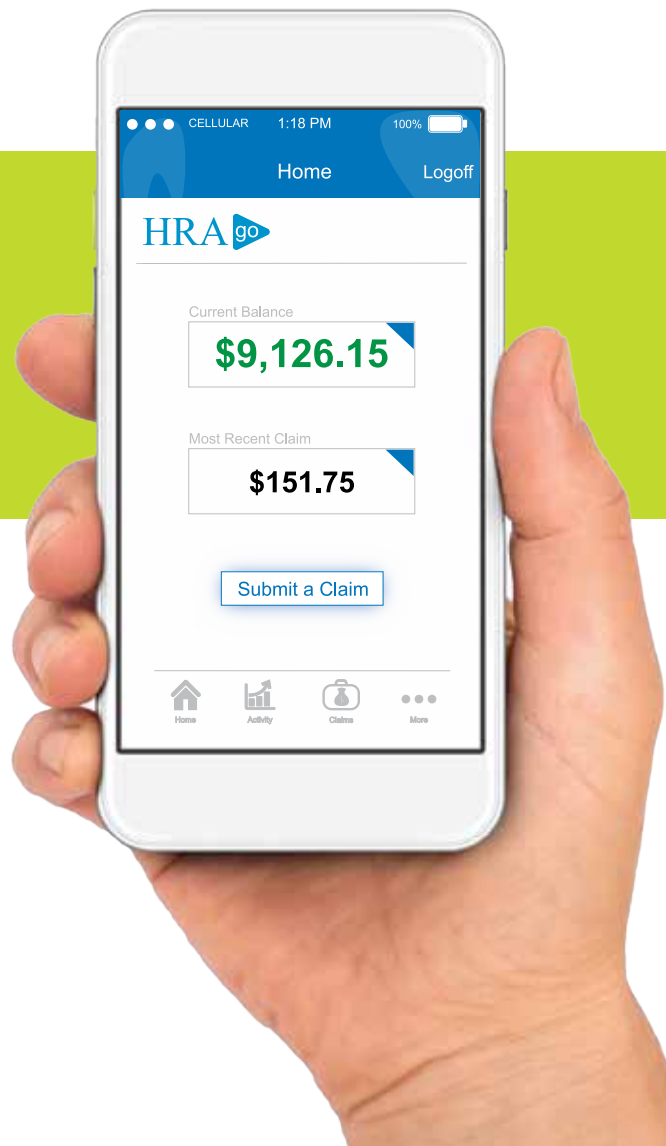 CELLULAR 1:18 PM 100%
Home Logoff
HRA go
Current Balance
$9,126.15
Most Recent Claim
$151.75
Submit a Claim
Home Activity Claims More